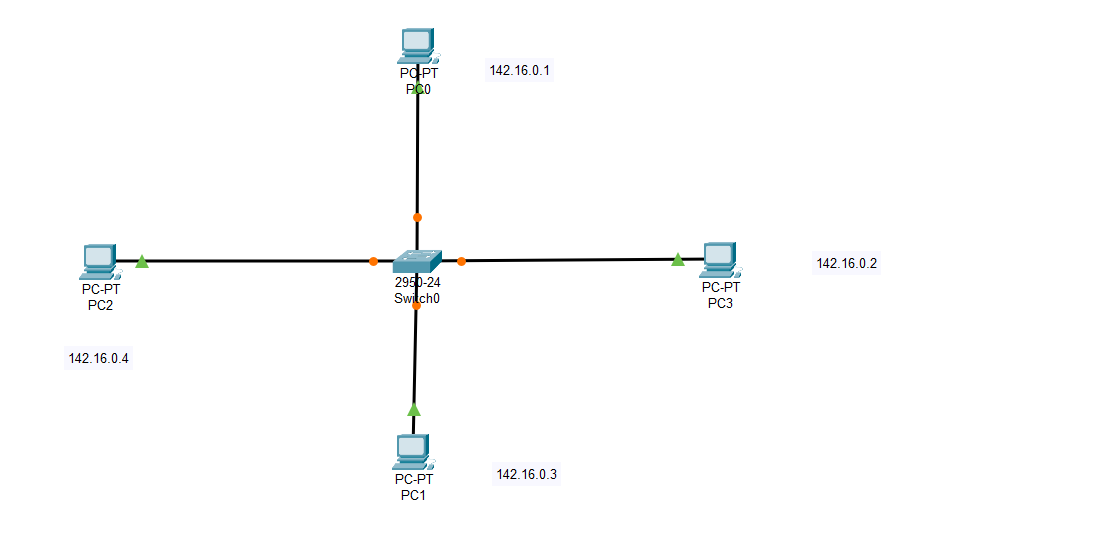 PC-PT
PC0
142.16.0.1
PC-PT
PC2
2950-24
Switch0
PC-PT
PC3
142.16.0.2
142.16.0.4
PC-PT
PC1
142.16.0.3